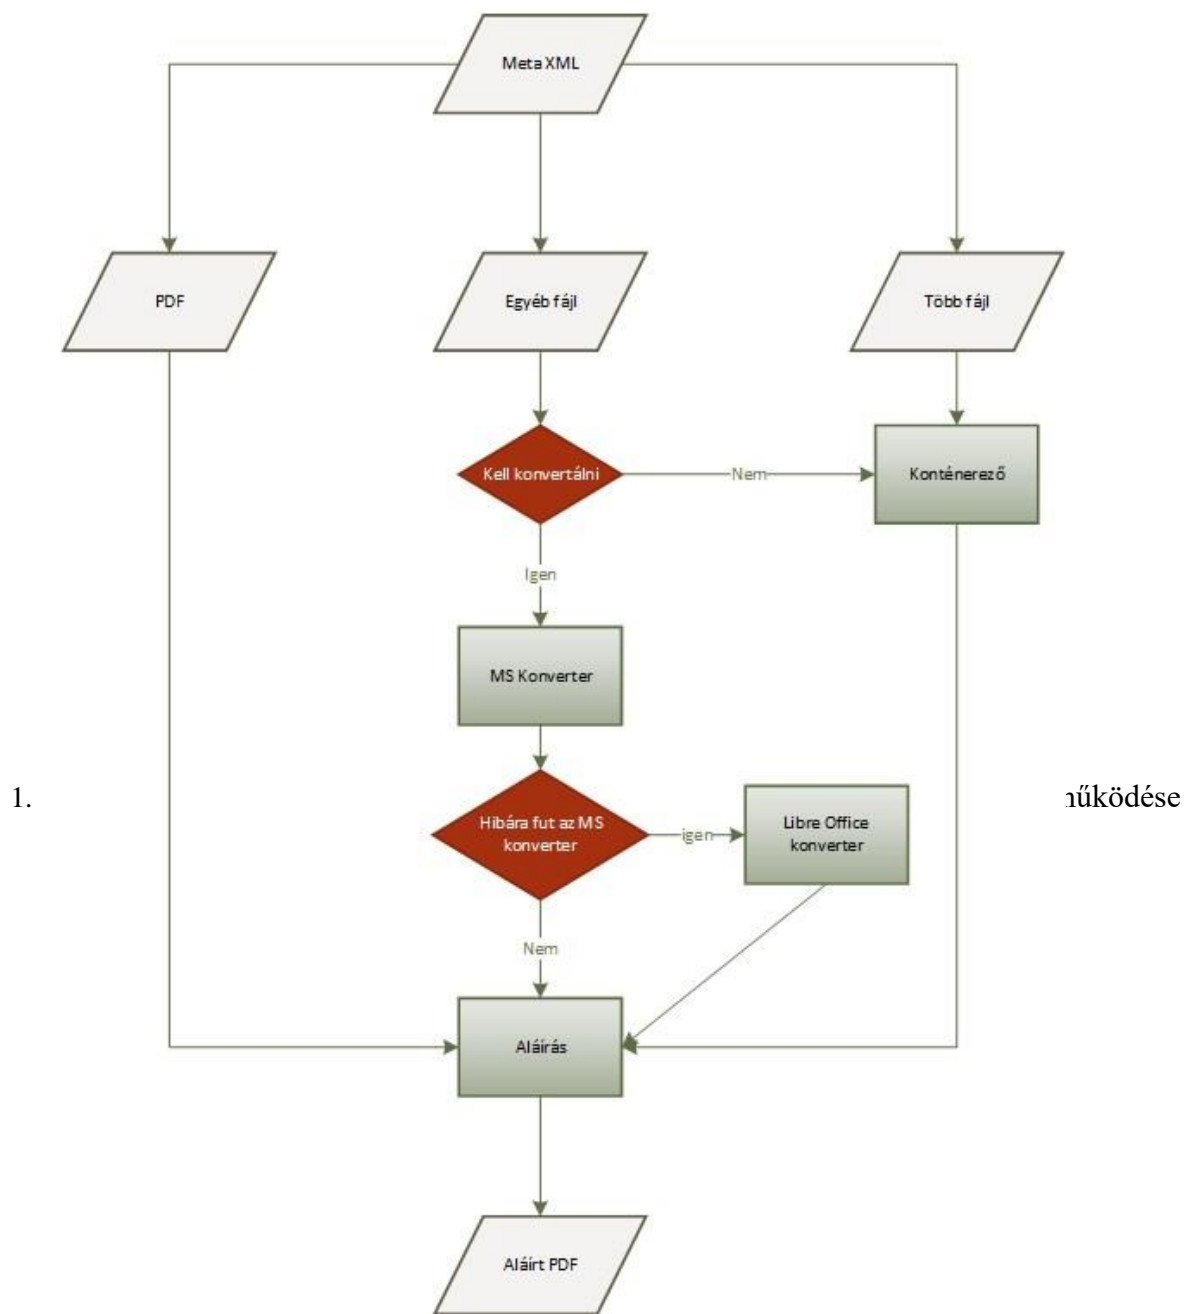 Meta XML
PDF
Egyéb fájl
Több fájl
Kell konvertálni
Nem
Konténerező
Igen
MS Konverter
1.
Hibára fut az MS
konverter
igen
Libre Office
konverter
Nem
Aláírás
Aláírt PDF